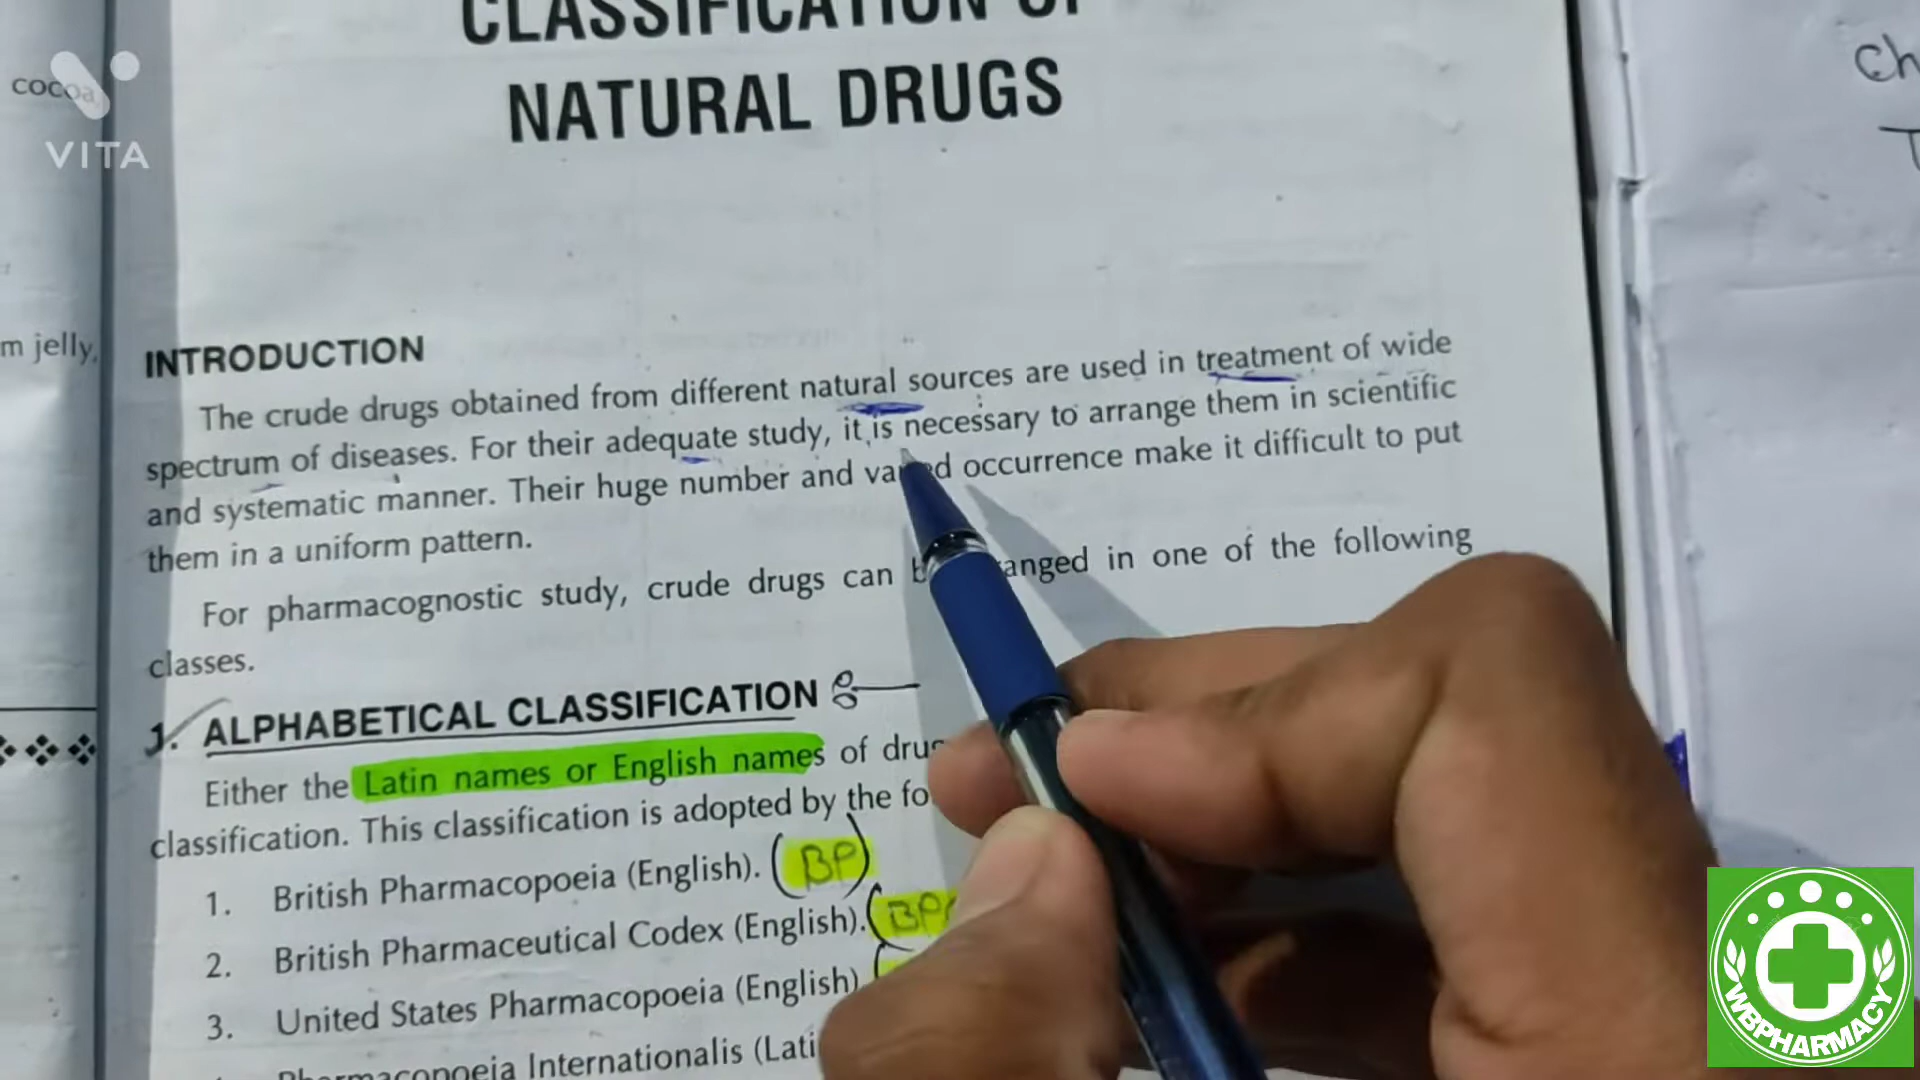 CLASSIFICATION OF
NATURAL DRUGS
cocoa
VITA
Ch
m jelly,
INTRODUCTION
The crude drugs obtained from different natural sources are used in treatment of wide
spectrum of diseases. For their adequate study, it is necessary to arrange them in scientific
and systematic manner. Their huge number and varied occurrence make it difficult to put
them in a uniform pattern.
For pharmacognostic study, crude drugs can be arranged in one of the following
classes.
1. ALPHABETICAL CLASSIFICATION
Either the Latin names or English names of
classification. This classification is adopted by the
1. British Pharmacopoeia (English). (BP)
2. British Pharmaceutical Codex (English). (BP
3. United States Pharmacopoeia (English)
Pharmacopoeia Internationalis
WBPHARMACY